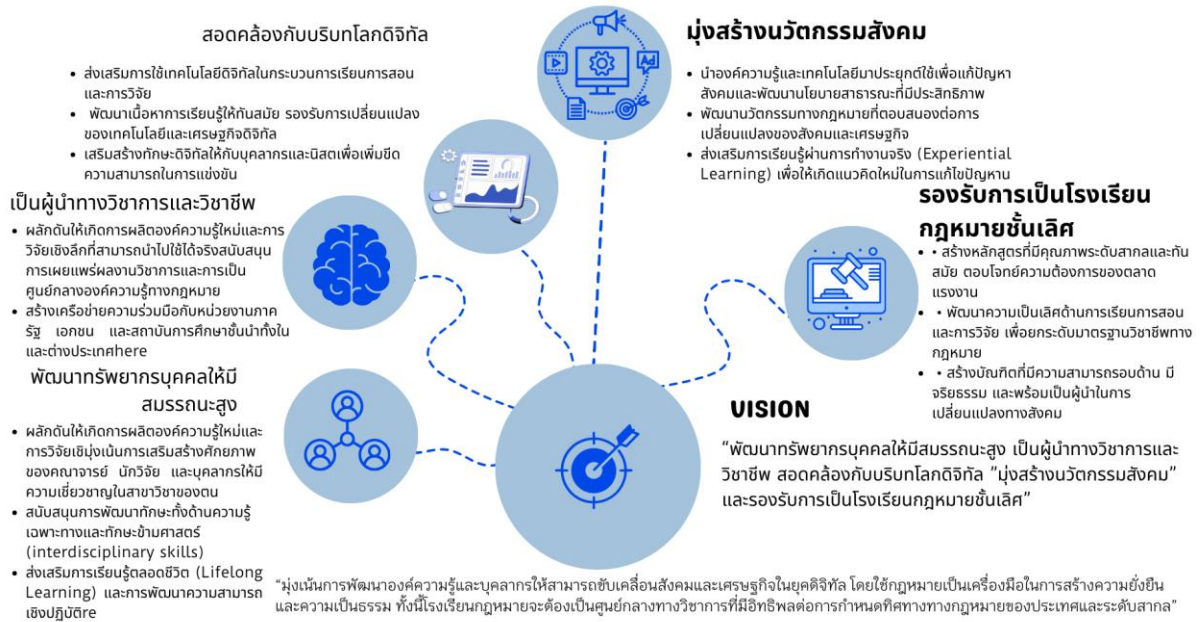 สอดคล้องกับบริบทโลกดิจิทัล
• ส่งเสริมการใช้เทคโนโลยีดิจิทัลในกระบวนการเรียนการสอน
และการวิจัย
• พัฒนาเนื้อหาการเรียนรู้ให้ทันสมัย รองรับการเปลี่ยนแปลง
ของเทคโนโลยีและเศรษฐกิจดิจิทัล
• เสริมสร้างทักษะดิจิทัลให้กับบุคลากรและนิสิตเพื่อเพิ่มขีด
ความสามารถในการแข่งขัน
Ad
มุ่งสร้างนวัตกรรมสังคม
• นำองค์ความรู้และเทคโนโลยีมาประยุกต์ใช้เพื่อแก้ปัญหา
สังคมและพัฒนานโยบายสาธารณะที่มีประสิทธิภาพ
• พัฒนานวัตกรรมทางกฎหมายที่ตอบสนองต่อการ
เปลี่ยนแปลงของสังคมและเศรษฐกิจ
• ส่งเสริมการเรียนรู้ผ่านการทำงานจริง (Experiential
Learning) เพื่อให้เกิดแนวคิดใหม่ในการแก้ไขปัญหาน
เป็นผู้นำทางวิชาการและวิชาชีพ
• ผลักดันให้เกิดการผลิตองค์ความรู้ใหม่และการ
วิจัยเชิงลึกที่สามารถนำไปใช้ได้จริงสนับสนุน
การเผยแพร่ผลงานวิชาการและการเป็น
ศูนย์กลางองค์ความรู้ทางกฎหมาย
• สร้างเครือข่ายความร่วมมือกับหน่วยงานภาค
รัฐ เอกชน และสถาบันการศึกษาชั้นนำทั้งใน
และต่างประเทศhere
รองรับการเป็นโรงเรียน
กฎหมายชั้นเลิศ
• • สร้างหลักสูตรที่มีคุณภาพระดับสากลและทัน
สมัย ตอบโจทย์ความต้องการของตลาด
แรงงาน
• • พัฒนาความเป็นเลิศด้านการเรียนการสอน
และการวิจัย เพื่อยกระดับมาตรฐานวิชาชีพทาง
กฎหมาย
• • สร้างบัณฑิตที่มีความสามารถรอบด้าน มี
จริยธรรม และพร้อมเป็นผู้นำในการ
เปลี่ยนแปลงทางสังคม
พัฒนาทรัพยากรบุคคลให้มี
สมรรถนะสูง
• ผลักดันให้เกิดการผลิตองค์ความรู้ใหม่และ
การวิจัยเชิมุ่งเน้นการเสริมสร้างศักยภาพ
ของคณาจารย์ นักวิจัย และบุคลากรให้มี
ความเชี่ยวชาญในสาขาวิชาของตน
• สนับสนุนการพัฒนาทักษะทั้งด้านความรู้
เฉพาะทางและทักษะข้ามศาสตร์
(interdisciplinary skills)
• ส่งเสริมการเรียนรู้ตลอดชีวิต (Lifelong
Learning) และการพัฒนาความสามารถ
เชิงปฏิบัติre
VISION
“พัฒนาทรัพยากรบุคคลให้มีสมรรถนะสูง เป็นผู้นำทางวิชาการและ
วิชาชีพ สอดคล้องกับบริบทโลกดิจิทัล “มุ่งสร้างนวัตกรรมสังคม”
และรองรับการเป็นโรงเรียนกฎหมายชั้นเลิศ”
“มุ่งเน้นการพัฒนาองค์ความรู้และบุคลากรให้สามารถขับเคลื่อนสังคมและเศรษฐกิจในยุคดิจิทัล โดยใช้กฎหมายเป็นเครื่องมือในการสร้างความยั่งยืน
และความเป็นธรรม ทั้งนี้โรงเรียนกฎหมายจะต้องเป็นศูนย์กลางทางวิชาการที่มีอิทธิพลต่อการกำหนดทิศทางทางกฎหมายของประเทศและระดับสากล”